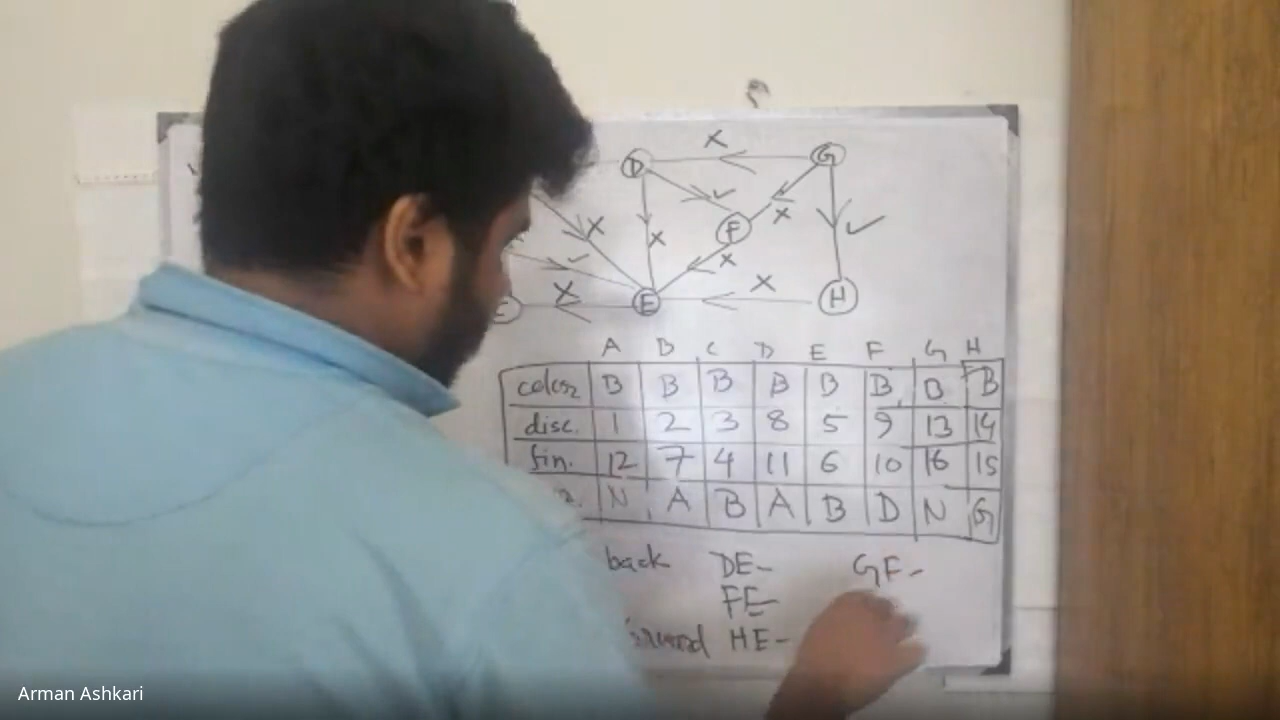 X
D G
✓ X
F ✓
X X X
✓
X X
E H
A B C D E F G H
B B B B B B B B
disc. 1 2 3 8 5 9 13 14
fin. 12 7 4 11 6 10 16 15
N A B A B D N G
back DE- GF-
FE-
HE-
Arman Ashkari